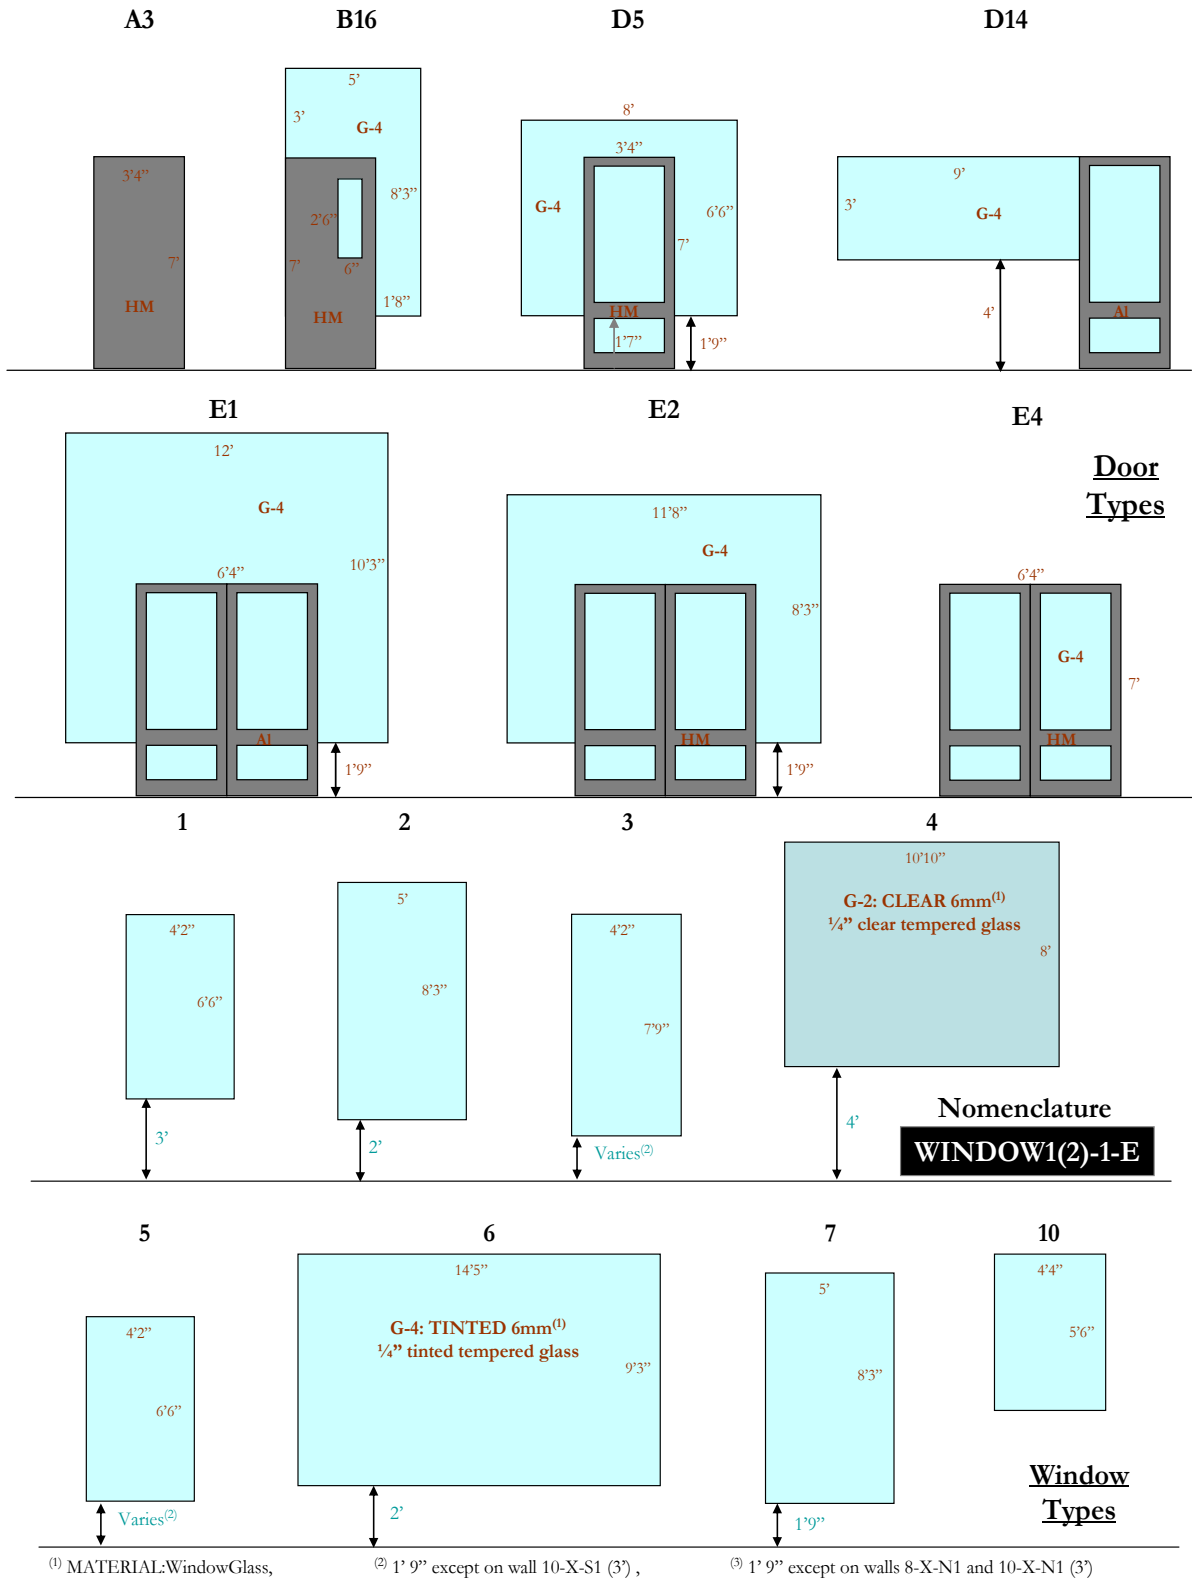 A3
B16
D5
D14
5’
3’
G-4
8’3”
2’6”
6”
7’
1’8”
HM
3’4”
7’
HM
8’
3’4”
G-4
6’6”
7’
HM
1’7”
1’9”
9’
3’
G-4
4’
Al
E1
E2
E4
Door
Types
12’
G-4
10’3”
6’4”
Al
1’9”
11’8”
G-4
8’3”
HM
1’9”
6’4”
G-4
7’
HM
1
2
3
4
4’2”
6’6”
3’
5’
8’3”
2’
4’2”
7’9”
Varies(2)
10’10”
G-2: CLEAR 6mm(1)
¼” clear tempered glass
8’
4’
Nomenclature
WINDOW1(2)-1-E
5
6
7
10
4’2”
6’6”
Varies(2)
14’5”
G-4: TINTED 6mm(1)
¼” tinted tempered glass
9’3”
2’
5’
8’3”
1’9”
4’4”
5’6”
Window
Types
(1) MATERIAL:WindowGlass,
(2) 1’ 9” except on wall 10-X-S1 (3’) ,
(3) 1’ 9” except on walls 8-X-N1 and 10-X-N1 (3’)